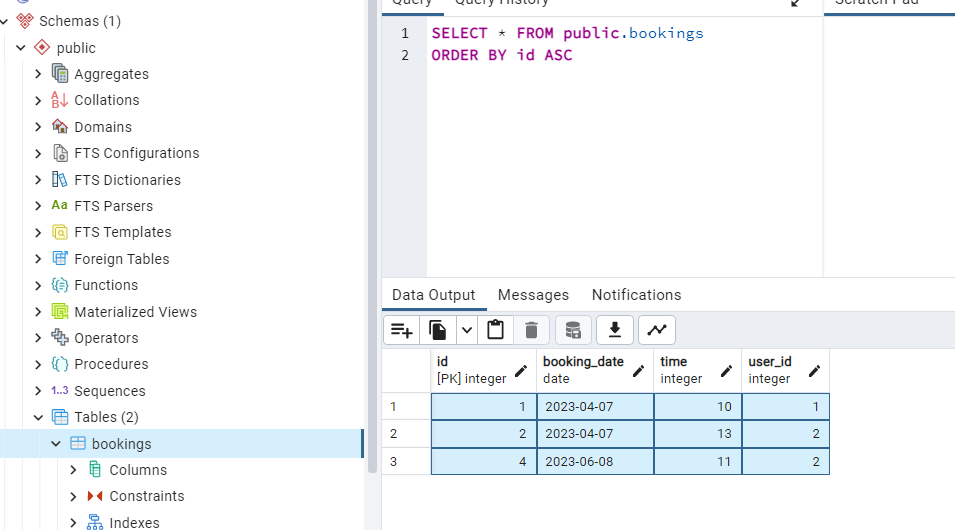 Schemas (1)
public
Aggregates
Collations
Domains
FTS Configurations
FTS Dictionaries
Aa FTS Parsers
FTS Templates
Foreign Tables
Functions
Materialized Views
Operators
Procedures
1..3 Sequences
Tables (2)
bookings
Columns
Constraints
Indexes
Query Query History Scratch Pad
1 SELECT * FROM public.bookings
2 ORDER BY id ASC
Data Output Messages Notifications
id booking_date time user_id
[PK] integer date integer integer
1 1 2023-04-07 10 1
2 2 2023-04-07 13 2
3 4 2023-06-08 11 2